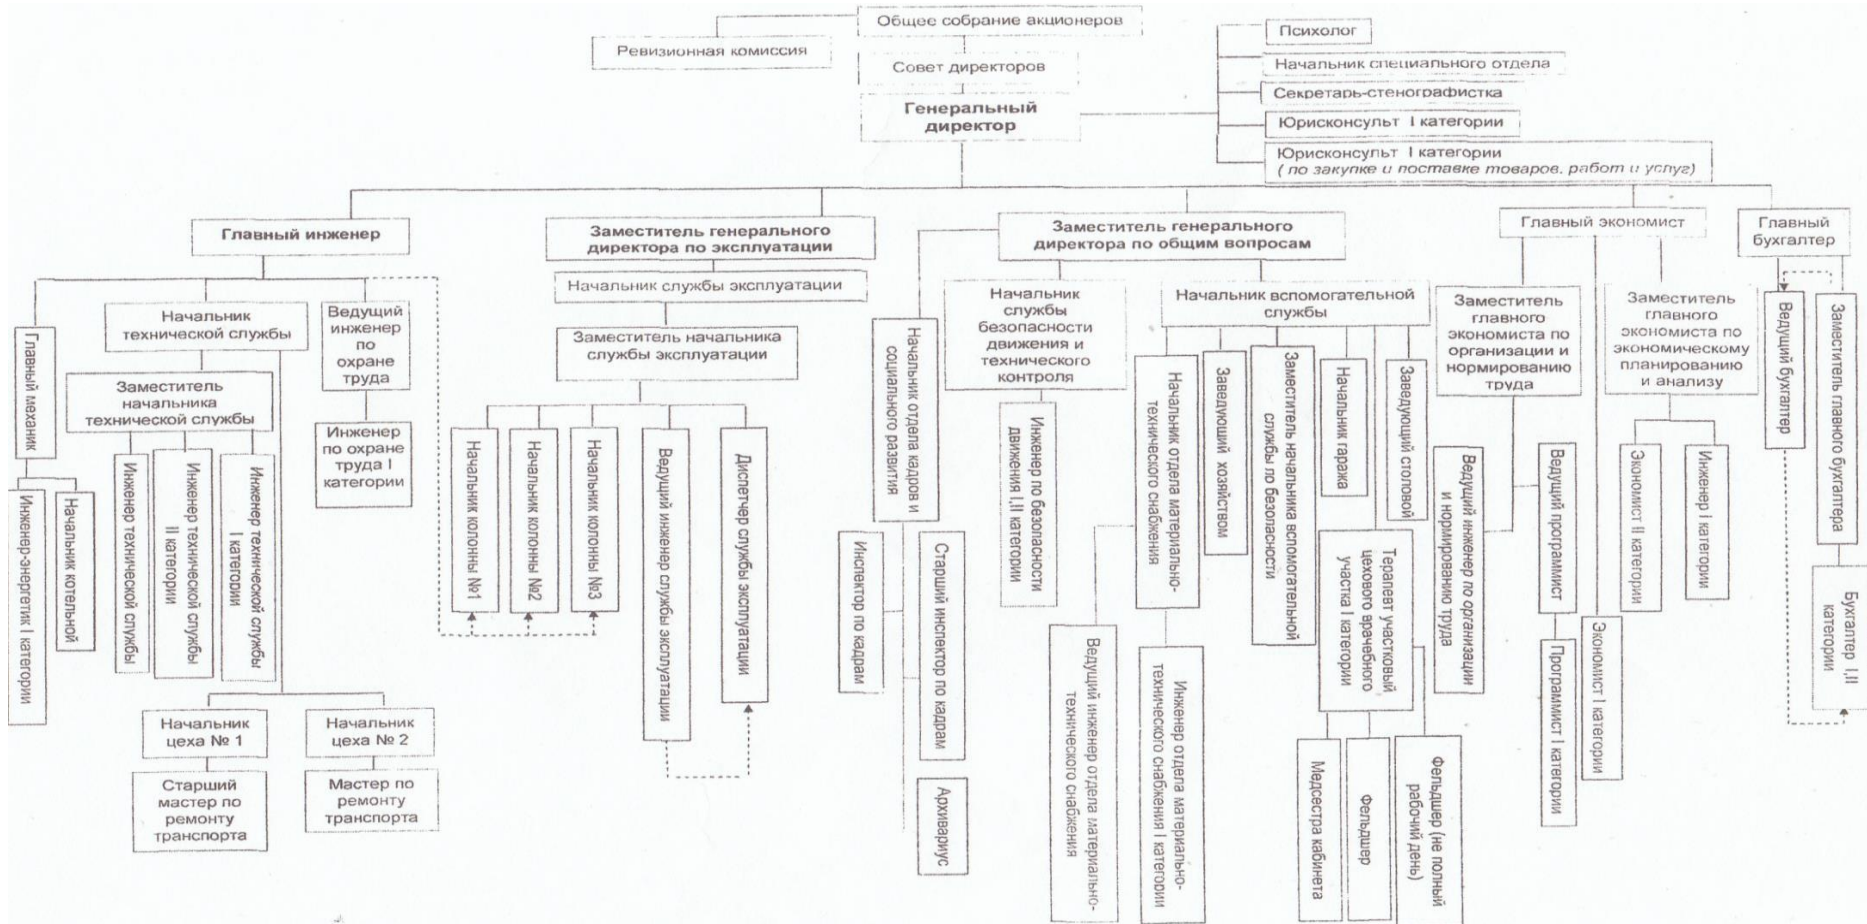 Общее собрание акционеров
Ревизионная комиссия
Совет директоров
Генеральный
директор
Психолог
Начальник специального отдела
Секретарь-стенографистка
Юрисконсульт I категории
Юрисконсульт I категории
( по закупке и поставке товаров. работ и услуг)
Главный инженер
Заместитель генерального
директора по эксплуатации
Заместитель генерального
директора по общим вопросам
Главный экономист
Главный
бухгалтер
Главный механик
Начальник
технической службы
Ведущий
инженер
по
охране
труда
Заместитель
начальника
технической службы
Инженер
по охране
труда I
категории
Инженер-энергетик I категории
Начальник котельной
Инженер технической службы
Инженер технической службы
II категории
Инженер технической службы
I категории
Начальник
цеха № 1
Начальник
цеха № 2
Старший
мастер по
ремонту
транспорта
Мастер по
ремонту
транспорта
Начальник службы эксплуатации
Заместитель начальника
службы эксплуатации
Начальник колонны №1
Начальник колонны №2
Начальник колонны №3
Ведущий инженер службы эксплуатации
Диспетчер службы эксплуатации
Начальник отдела кадров и
социального развития
Инспектор по кадрам
Старший инспектор по кадрам
Архивариус
Начальник
службы
безопасности
движения и
технического
контроля
Инженер по безопасности
движения I,II категории
Начальник вспомогательной
службы
Начальник отдела материально-
технического снабжения
Заведующий хозяйством
Заместитель начальника вспомогательной
службы по безопасности
Начальник гаража
Заведующий столовой
Ведущий инженер отдела материально-
технического снабжения
Инженер отдела материально-
технического снабжения I категории
Терапевт участковый
цехового врачебного
участка I категории
Медсестра кабинета
Фельдшер
Фельдшер (не полный
рабочий день)
Заместитель
главного
экономиста по
организации и
нормированию
труда
Ведущий инженер по организации
и нормированию труда
Ведущий программист
Программист I категории
Экономист I категории
Заместитель
главного
экономиста по
экономическому
планированию
и анализу
Экономист II категории
Инженер I категории
Ведущий бухгалтер
Заместитель главного бухгалтера
Бухгалтер I,II
категории